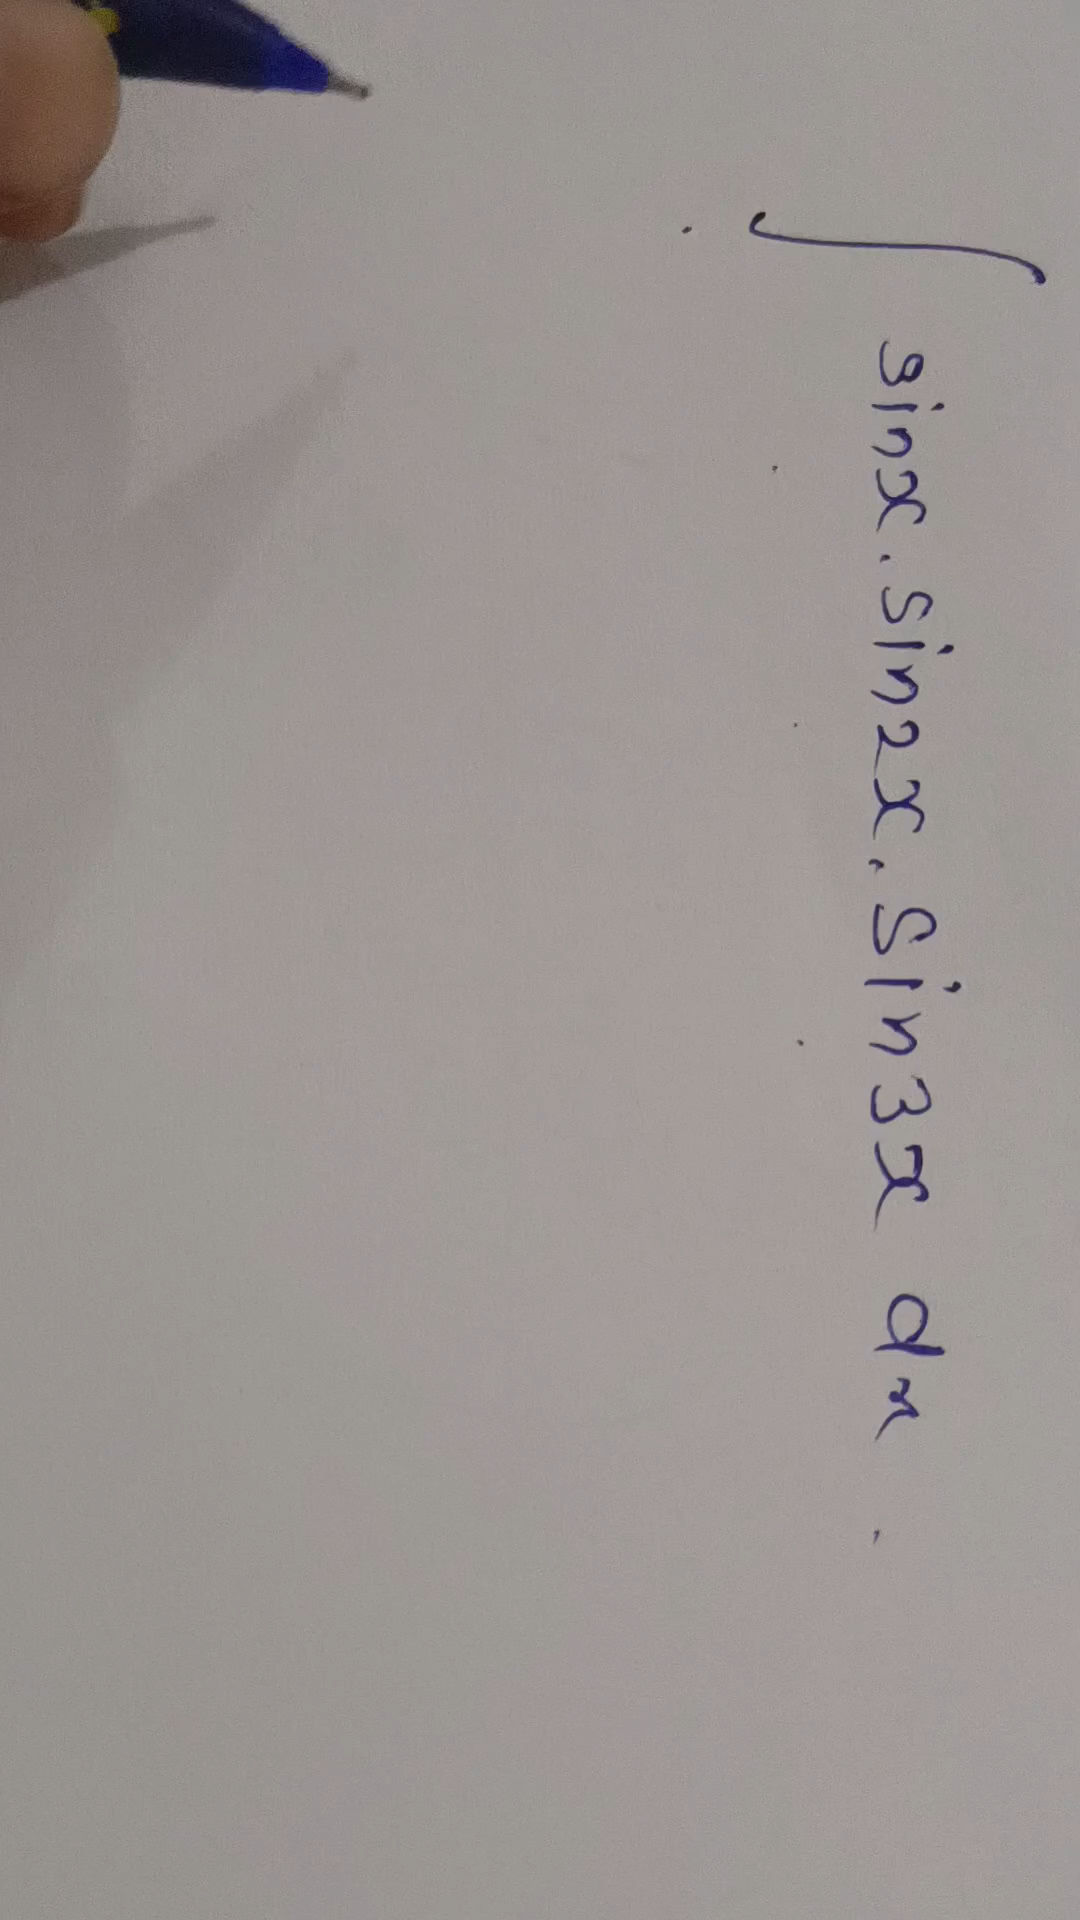 ∫ sinx . sin2x . sin3x dx .